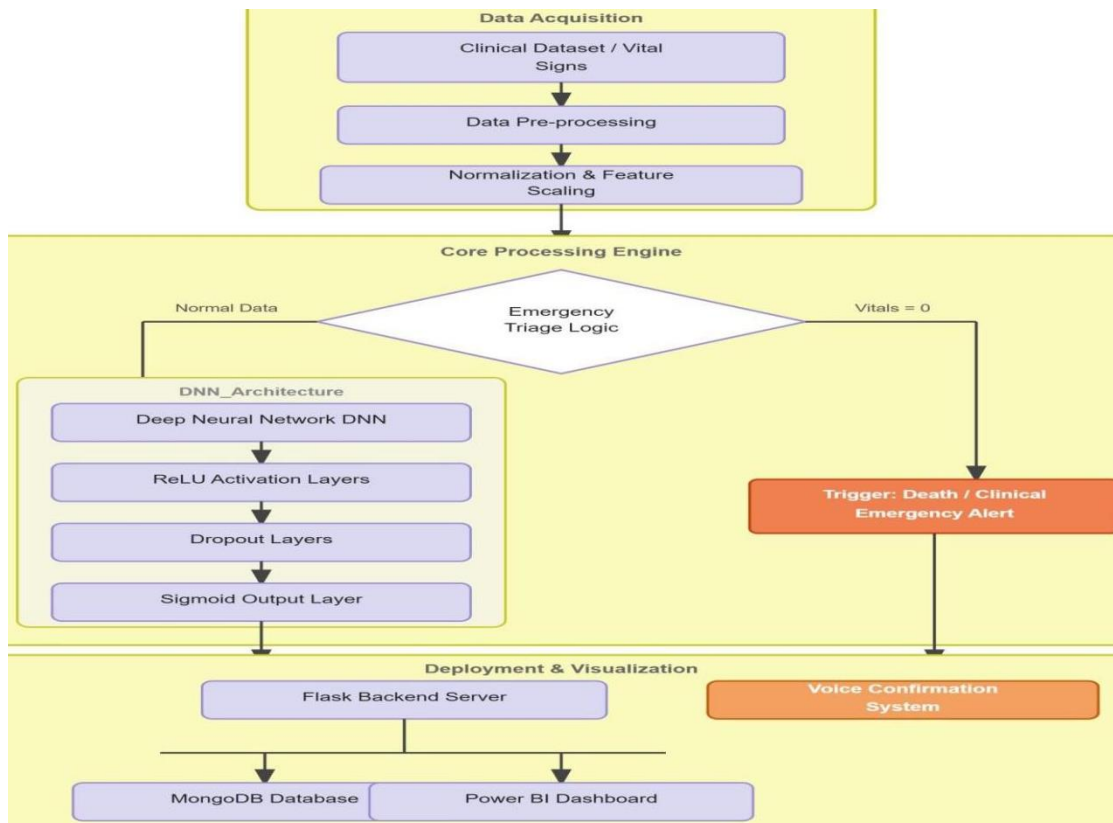 Data Acquisition
Clinical Dataset / Vital
Signs
Data Pre-processing
Normalization & Feature
Scaling
Core Processing Engine
Normal Data
Emergency
Triage Logic
Vitals = 0
DNN_Architecture
Deep Neural Network DNN
ReLU Activation Layers
Dropout Layers
Sigmoid Output Layer
Trigger: Death / Clinical
Emergency Alert
Deployment & Visualization
Flask Backend Server
Voice Confirmation
System
MongoDB Database
Power BI Dashboard